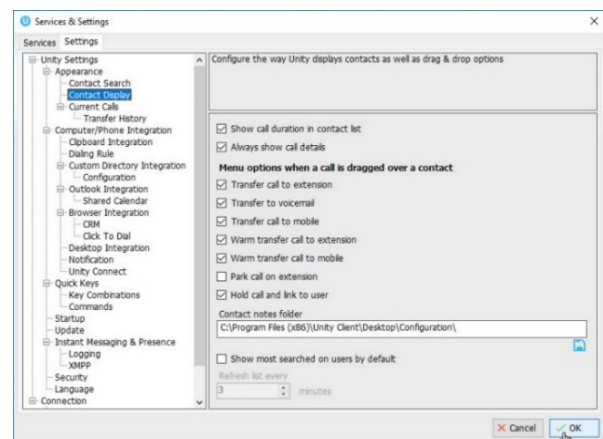 Services & Settings
Services Settings
Unity Settings
Appearance
Contact Search
Contact Display
Current Calls
Transfer History
Computer/Phone Integration
Clipboard Integration
Dialing Rule
Custom Directory Integration
Configuration
Outlook Integration
Shared Calendar
Browser Integration
CRM
Click To Dial
Desktop Integration
Notification
Unity Connect
Quick Keys
Key Combinations
Commands
Startup
Update
Instant Messaging & Presence
Logging
XMPP
Security
Language
Connection
Configure the way Unity displays contacts as well as drag & drop options
Show call duration in contact list
Always show call details
Menu options when a call is dragged over a contact
Transfer call to extension
Transfer to voicemail
Transfer call to mobile
Warm transfer call to extension
Warm transfer call to mobile
Park call on extension
Hold call and link to user
Contact notes folder
C:\Program Files (x86)\Unity Client\Desktop\Configuration\
Show most searched on users by default
Refresh list every
3 minutes
Cancel OK